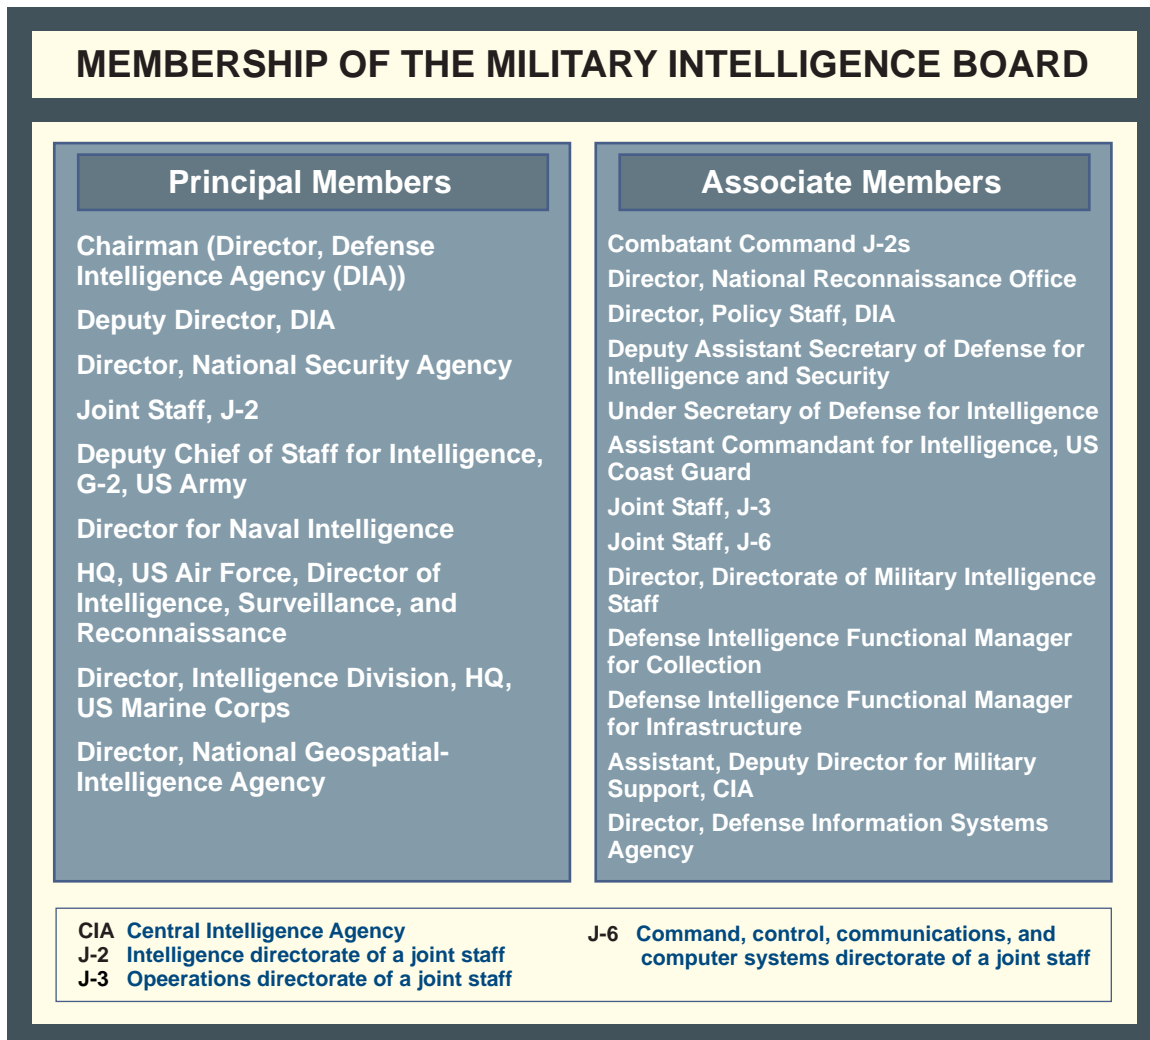 MEMBERSHIP OF THE MILITARY INTELLIGENCE BOARD
Principal Members
Chairman (Director, Defense
Intelligence Agency (DIA))
Deputy Director, DIA
Director, National Security Agency
Joint Staff, J-2
Deputy Chief of Staff for Intelligence,
G-2, US Army
Director for Naval Intelligence
HQ, US Air Force, Director of
Intelligence, Surveillance, and
Reconnaissance
Director, Intelligence Division, HQ,
US Marine Corps
Director, National Geospatial-
Intelligence Agency
Associate Members
Combatant Command J-2s
Director, National Reconnaissance Office
Director, Policy Staff, DIA
Deputy Assistant Secretary of Defense for
Intelligence and Security
Under Secretary of Defense for Intelligence
Assistant Commandant for Intelligence, US
Coast Guard
Joint Staff, J-3
Joint Staff, J-6
Director, Directorate of Military Intelligence
Staff
Defense Intelligence Functional Manager
for Collection
Defense Intelligence Functional Manager
for Infrastructure
Assistant, Deputy Director for Military
Support, CIA
Director, Defense Information Systems
Agency
CIA Central Intelligence Agency
J-2 Intelligence directorate of a joint staff
J-3 Opeerations directorate of a joint staff
J-6 Command, control, communications, and
computer systems directorate of a joint staff